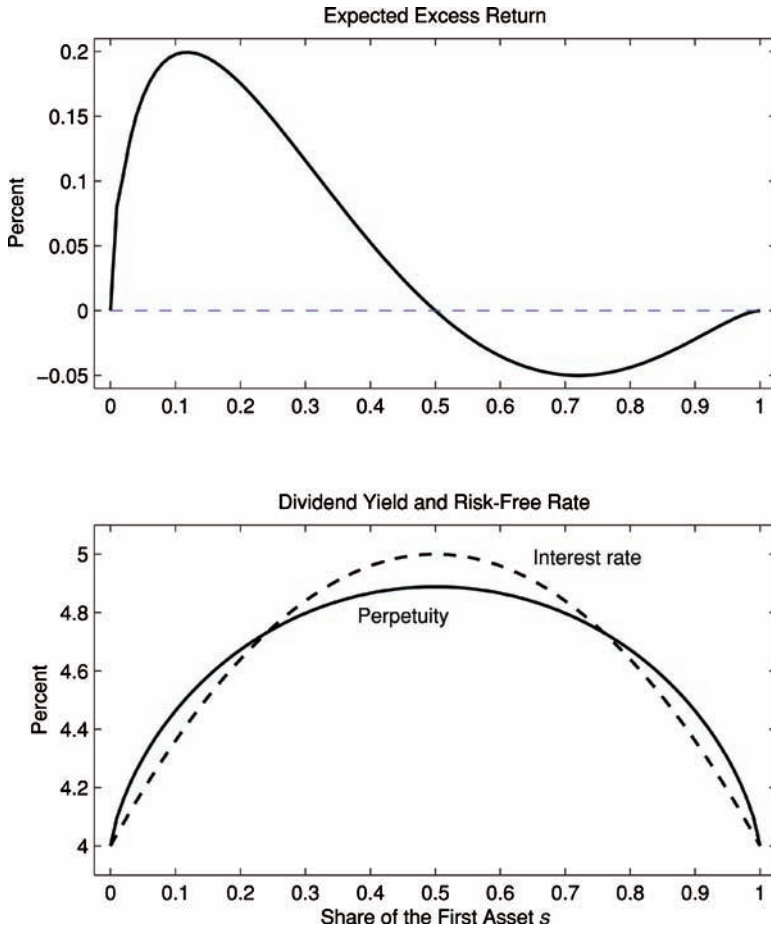 Expected Excess Return
0.2
0.15
0.1
0.05
0
−0.05
Percent
0 0.1 0.2 0.3 0.4 0.5 0.6 0.7 0.8 0.9 1
Dividend Yield and Risk-Free Rate
5
4.8
4.6
4.4
4.2
4
Percent
Interest rate
Perpetuity
0 0.1 0.2 0.3 0.4 0.5 0.6 0.7 0.8 0.9 1
Share of the First Asset s